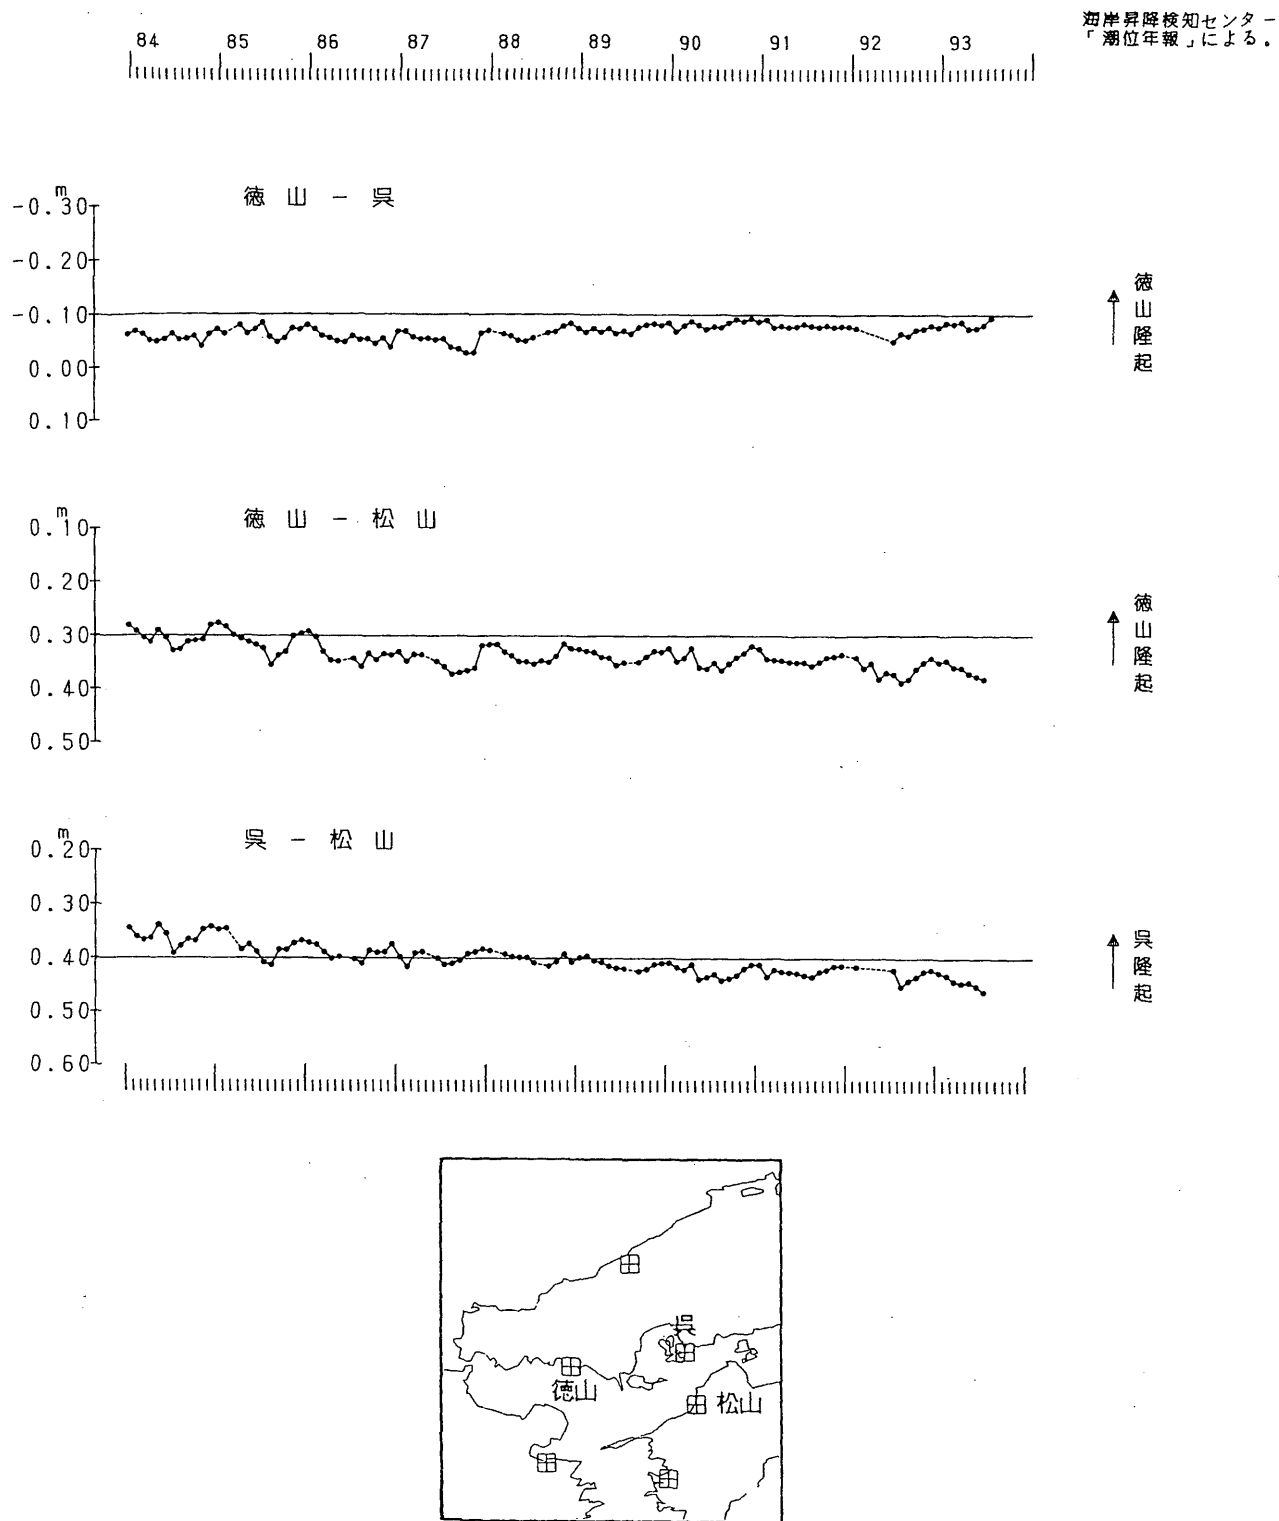 海岸昇降検知センター
「潮位年報」による。
84 85 86 87 88 89 90 91 92 93
m
徳山－呉
-0.30
-0.20
-0.10
0.00
0.10
徳山隆起
m
徳山－松山
0.10
0.20
0.30
0.40
0.50
徳山隆起
m
呉－松山
0.20
0.30
0.40
0.50
0.60
呉隆起
呉
徳山
松山